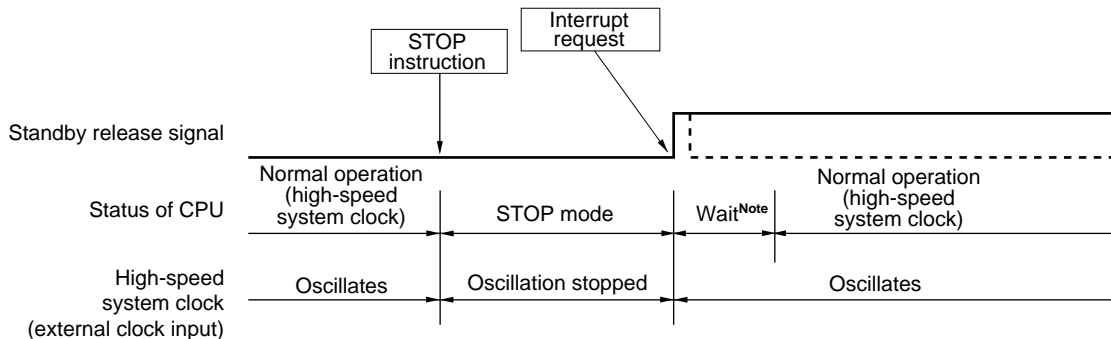 Interrupt
request
STOP
instruction
Standby release signal
Normal operation
(high-speed
system clock)
Normal operation
(high-speed
system clock)
Status of CPU
STOP mode
WaitNote
High-speed
system clock
(external clock input)
Oscillates
Oscillation stopped
Oscillates